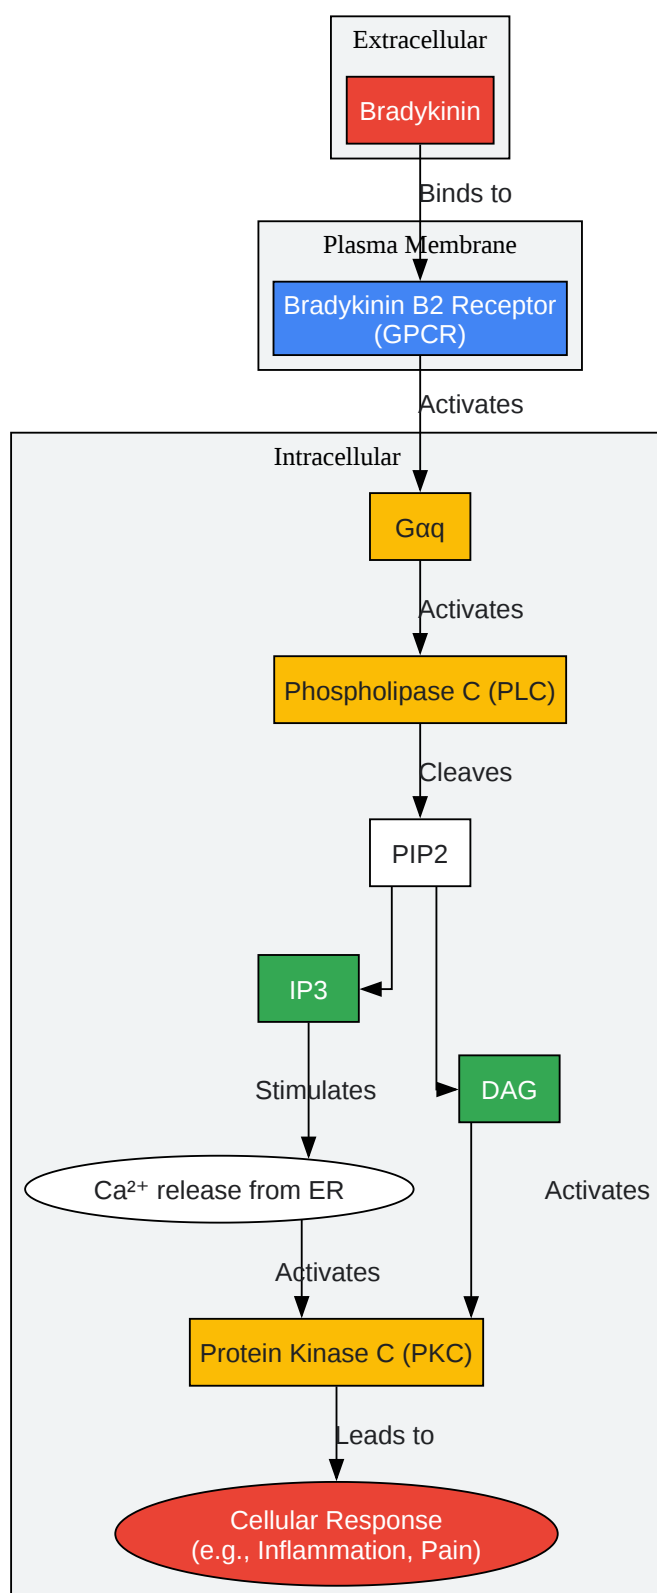 Extracellular
Bradykinin
Binds to
Plasma Membrane
Bradykinin B2 Receptor
(GPCR)
Activates
Intracellular
Gαq
Activates
Phospholipase C (PLC)
Cleaves
PIP2
IP3
DAG
Stimulates
Ca²⁺ release from ER
Activates
Activates
Protein Kinase C (PKC)
Leads to
Cellular Response
(e.g., Inflammation, Pain)